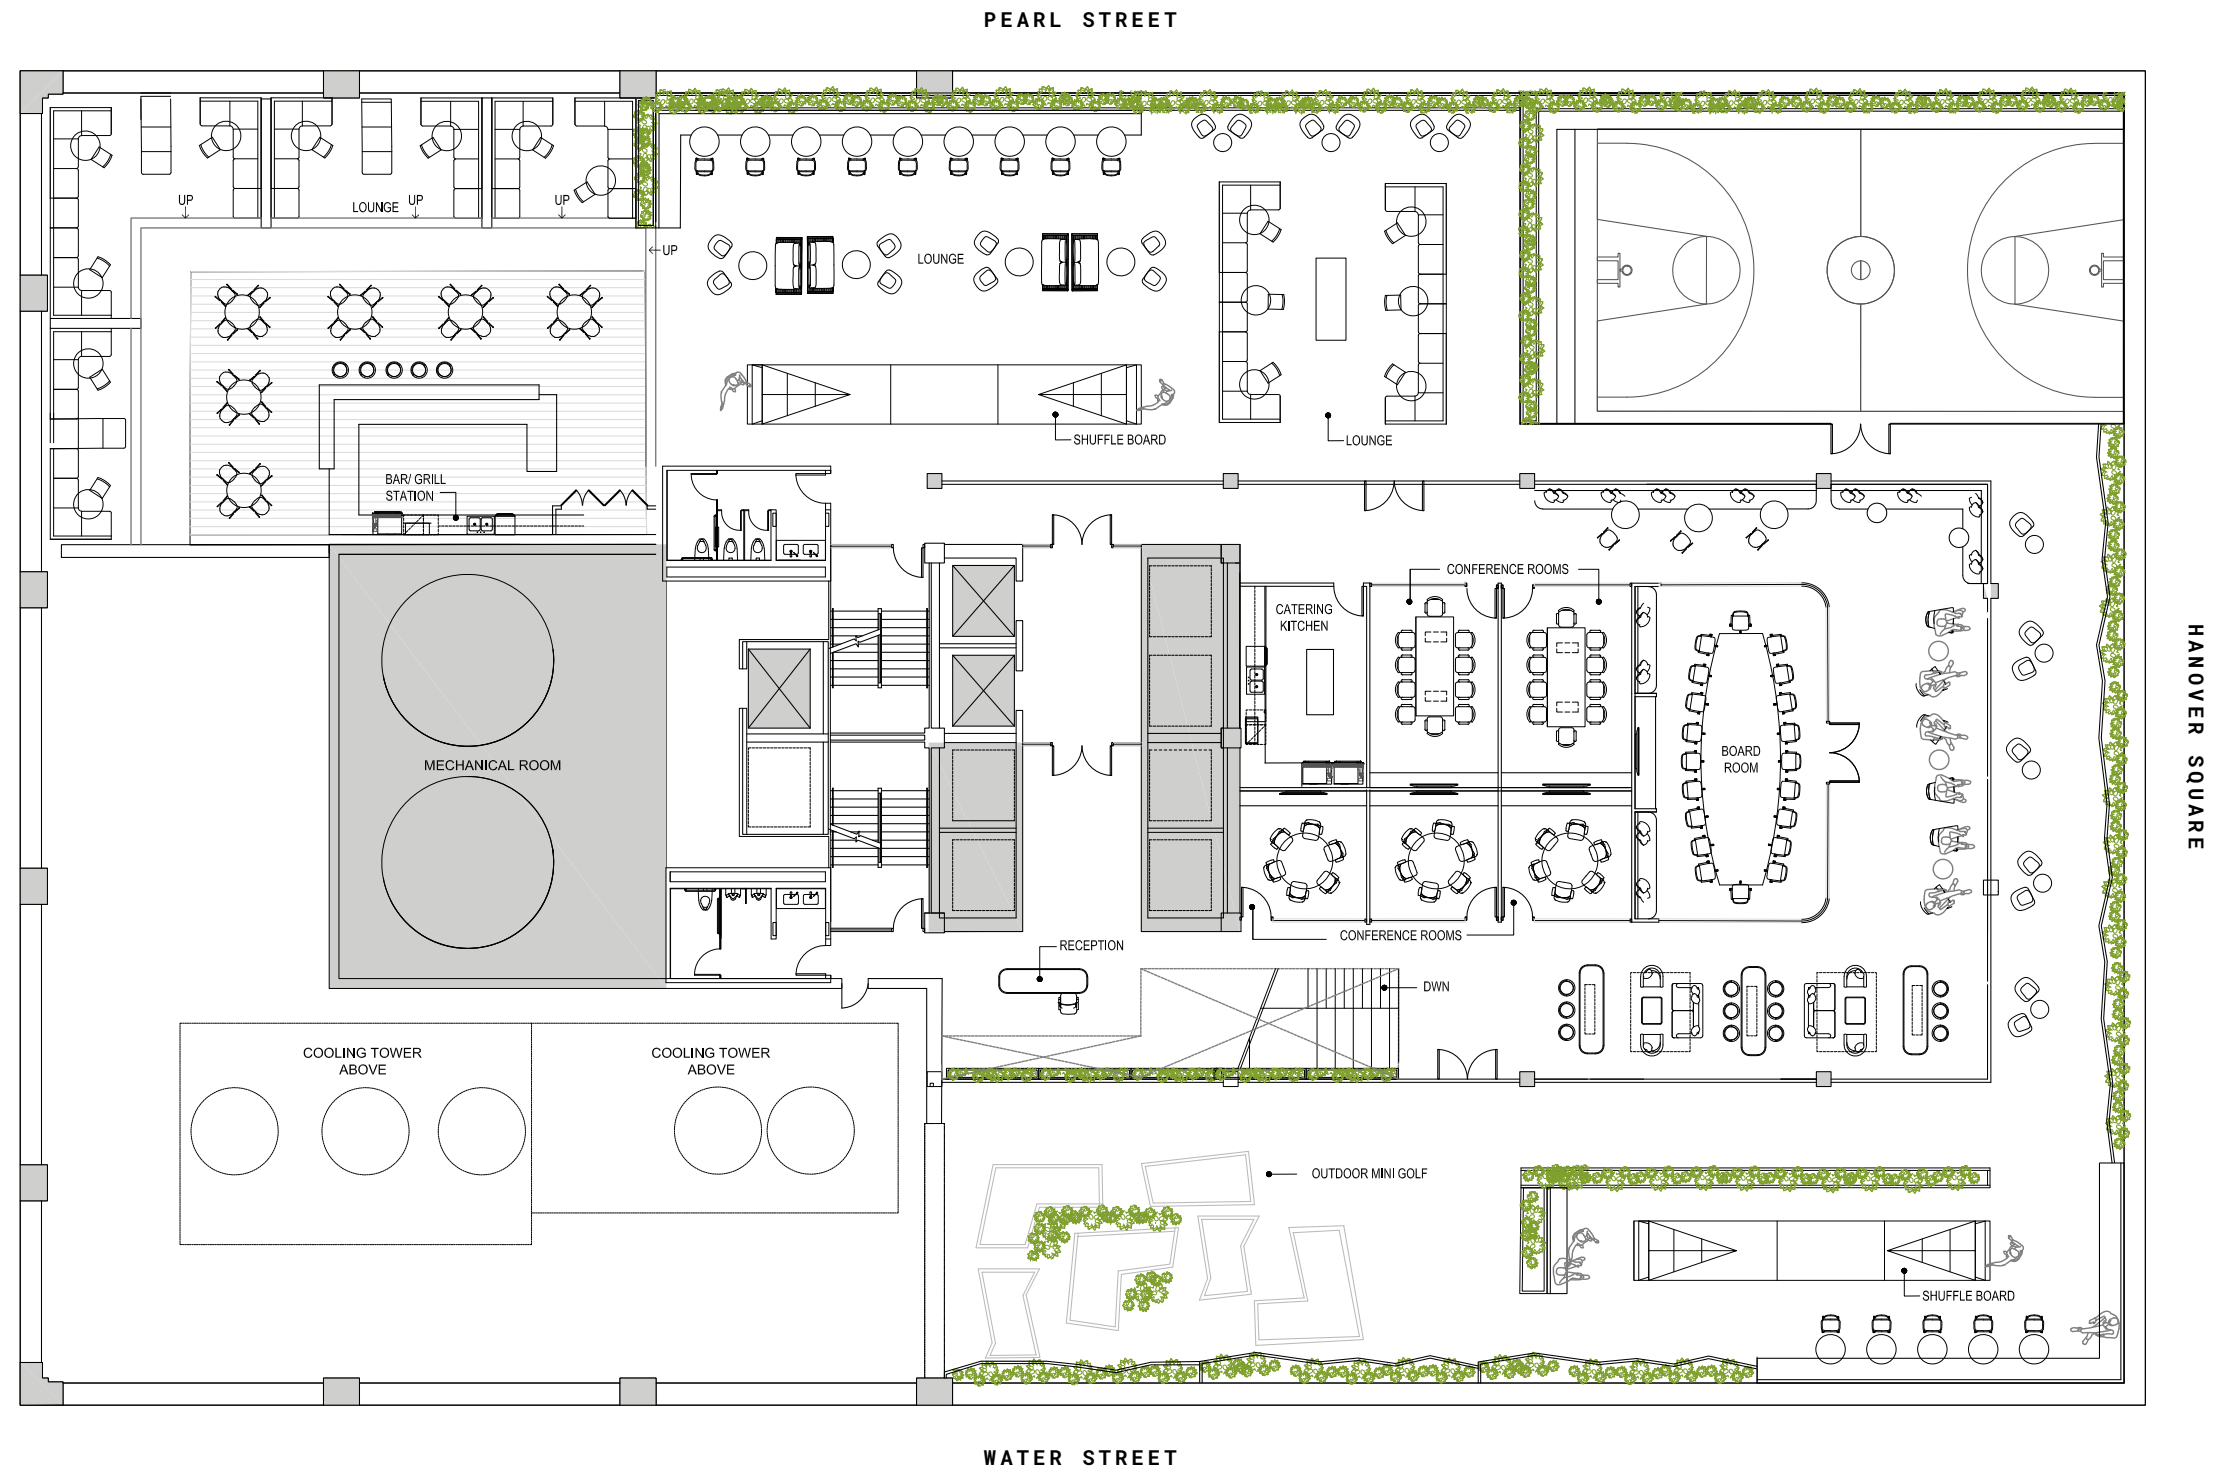 PEARL STREET
UP
LOUNGE
UP
UP
UP
LOUNGE
SHUFFLE BOARD
LOUNGE
BAR/ GRILL
STATION
CONFERENCE ROOMS
CATERING
KITCHEN
BOARD
ROOM
MECHANICAL ROOM
HANOVER SQUARE
CONFERENCE ROOMS
RECEPTION
DWN
COOLING TOWER
ABOVE
COOLING TOWER
ABOVE
OUTDOOR MINI GOLF
SHUFFLE BOARD
WATER STREET